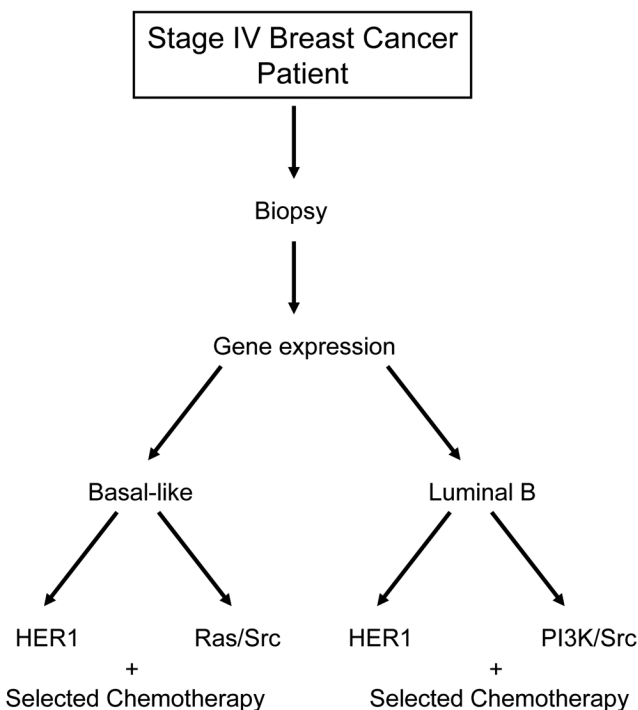 Stage IV Breast Cancer
Patient
Biopsy
Gene expression
Basal-like
Luminal B
HER1
Ras/Src
HER1
PI3K/Src
+
+
Selected Chemotherapy
Selected Chemotherapy